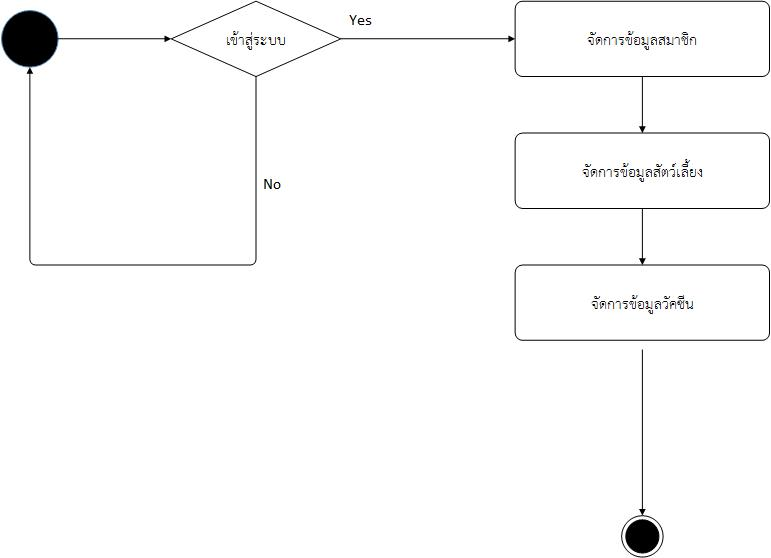 เข้าสู่ระบบ
Yes
จัดการข้อมูลสมาชิก
No
จัดการข้อมูลสัตว์เลี้ยง
จัดการข้อมูลวัคซีน